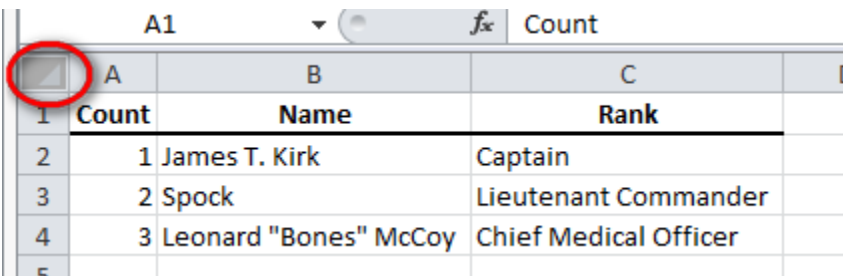 A1 fx Count
A B C
1 Count Name Rank
2 1 James T. Kirk Captain
3 2 Spock Lieutenant Commander
4 3 Leonard "Bones" McCoy Chief Medical Officer